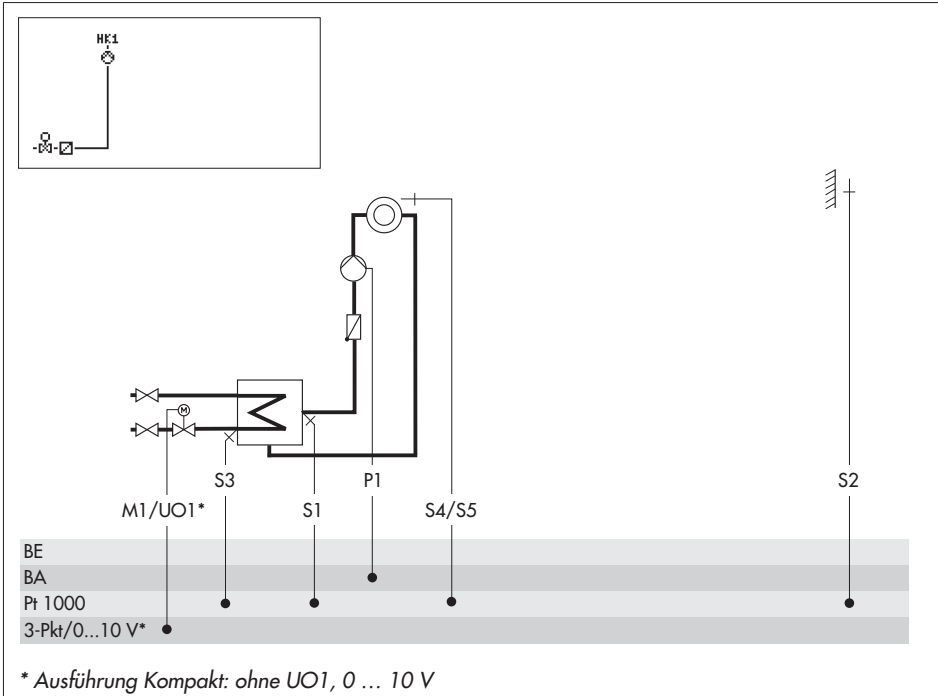 HK1
M
S3
P1
S2
M1/UO1*
S1
S4/S5
BE
BA
Pt 1000
3-Pkt/0...10 V*
* Ausführung Kompakt: ohne UO1, 0 ... 10 V